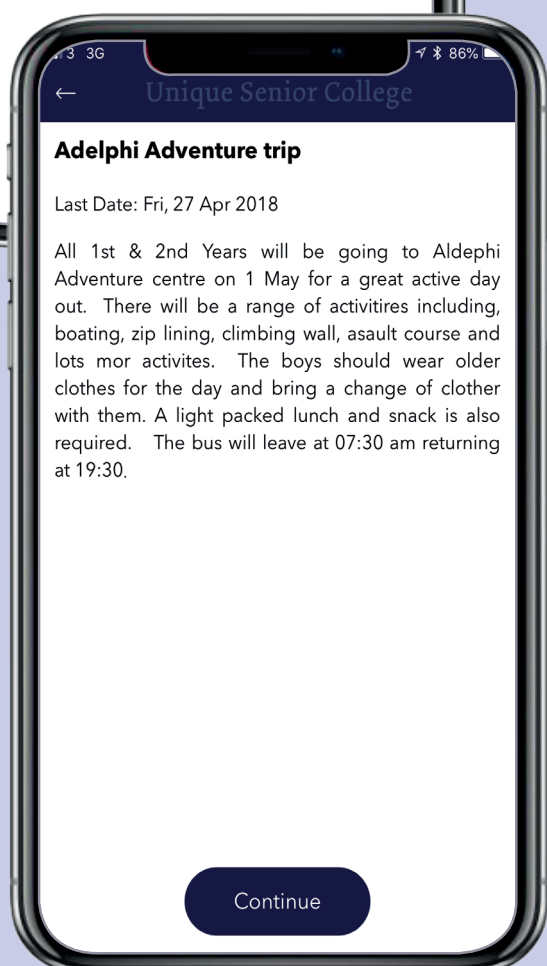 3 3G 86%
← Unique Senior College
Adelphi Adventure trip
Last Date: Fri, 27 Apr 2018
All 1st & 2nd Years will be going to Aldephi
Adventure centre on 1 May for a great active day
out. There will be a range of activitires including,
boating, zip lining, climbing wall, asault course and
lots mor activites. The boys should wear older
clothes for the day and bring a change of clother
with them. A light packed lunch and snack is also
required. The bus will leave at 07:30 am returning
at 19:30.
Continue